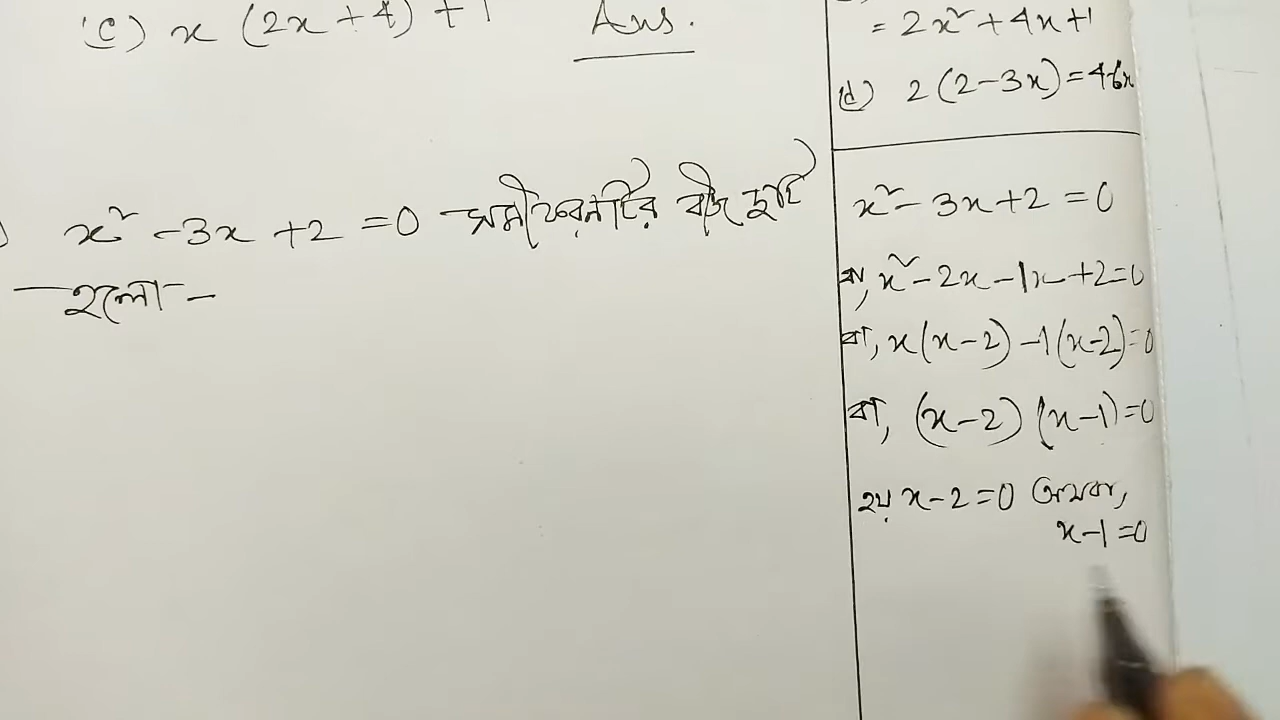 (c) x (2x + 4) + 1 Ans.
x² - 3x + 2 = 0 সমীকরনটির বীজ দুটি
হলো -
= 2x² + 4x + 1
(d) 2 (2 - 3x) = 4-6x
x² - 3x + 2 = 0
বা, x² - 2x - 1x + 2 = 0
বা, x(x - 2) - 1(x - 2) = 0
বা, (x - 2) (x - 1) = 0
হয় x - 2 = 0 অথবা,
x - 1 = 0